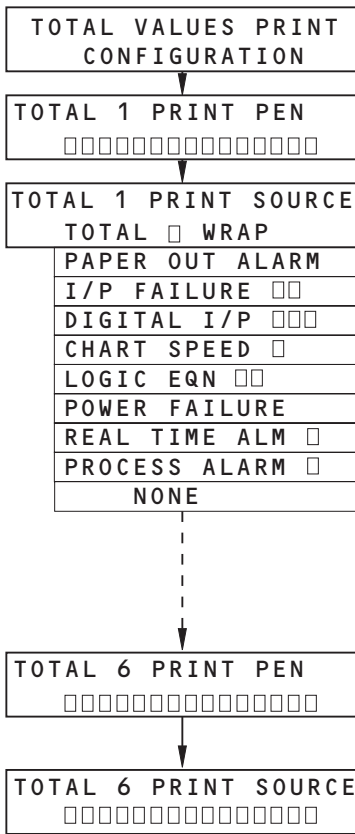 TOTAL VALUES PRINT
CONFIGURATION
TOTAL 1 PRINT PEN
□□□□□□□□□□□□□□□
TOTAL 1 PRINT SOURCE
TOTAL □ WRAP
PAPER OUT ALARM
I/P FAILURE □□
DIGITAL I/P □□□
CHART SPEED □
LOGIC EQN □□
POWER FAILURE
REAL TIME ALM □
PROCESS ALARM □
NONE
TOTAL 6 PRINT PEN
□□□□□□□□□□□□□□□
TOTAL 6 PRINT SOURCE
□□□□□□□□□□□□□□□